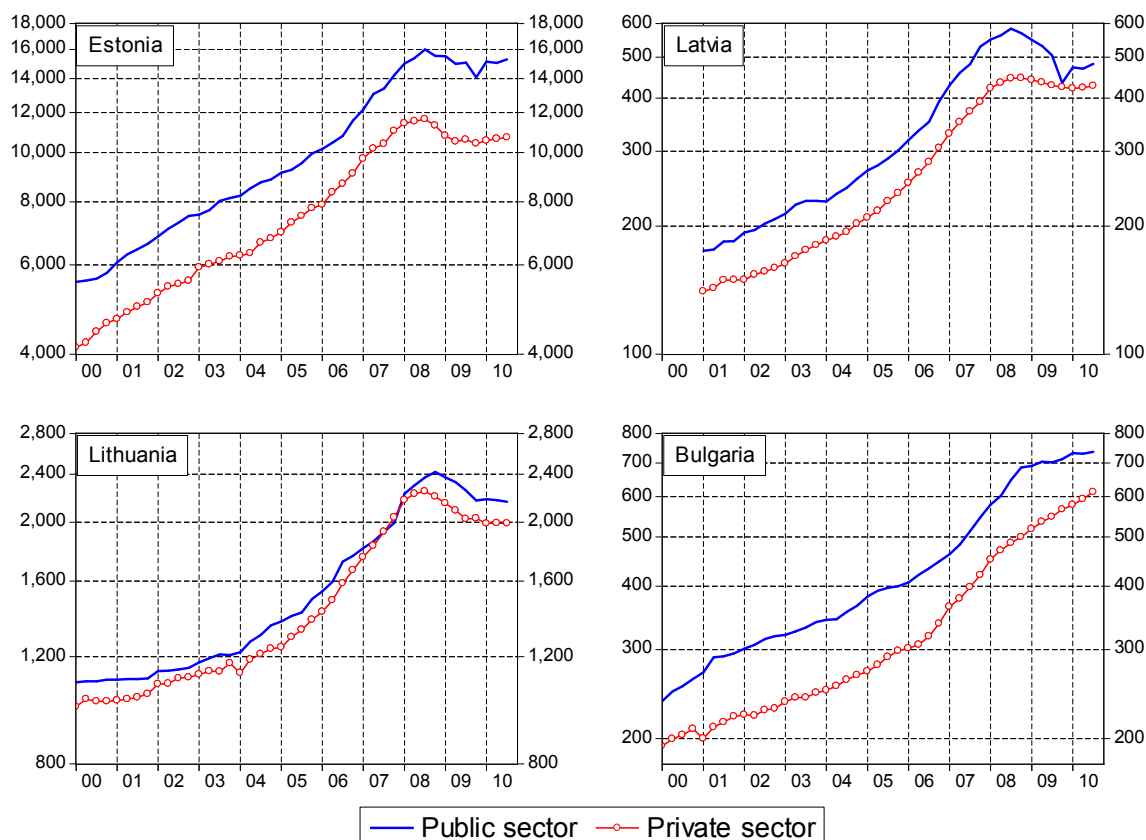 18,000 18,000 600 600
16,000 Estonia 16,000 500 Latvia 500
14,000 14,000
12,000 12,000 400 400
10,000 10,000 300 300
8,000 8,000
6,000 6,000 200 200
4,000 4,000 100 100
00 01 02 03 04 05 06 07 08 09 10 00 01 02 03 04 05 06 07 08 09 10
2,800 2,800 800 800
2,400 Lithuania 2,400 700 Bulgaria 700
2,000 2,000 600 600
500 500
1,600 1,600 400 400
1,200 1,200 300 300
800 800 200 200
00 01 02 03 04 05 06 07 08 09 10 00 01 02 03 04 05 06 07 08 09 10
Public sector Private sector